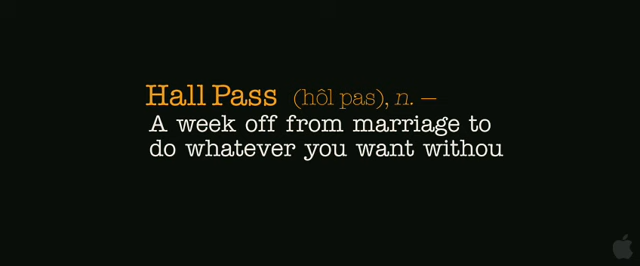 Hall Pass (hôl pas), n. —
A week off from marriage to
do whatever you want withou